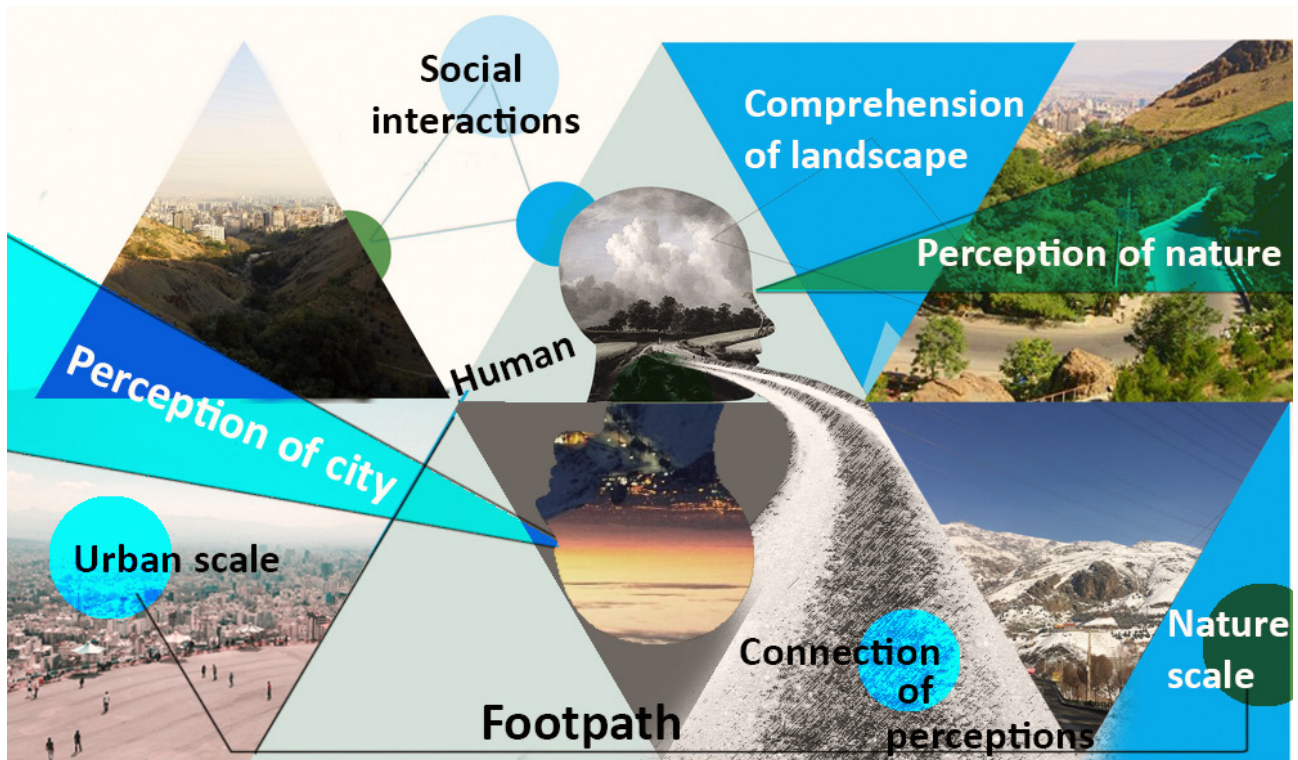 Social
interactions
Comprehension
of landscape
Perception of nature
Human
Perception of city
Urban scale
Nature
scale
Connection
of
perceptions
Footpath